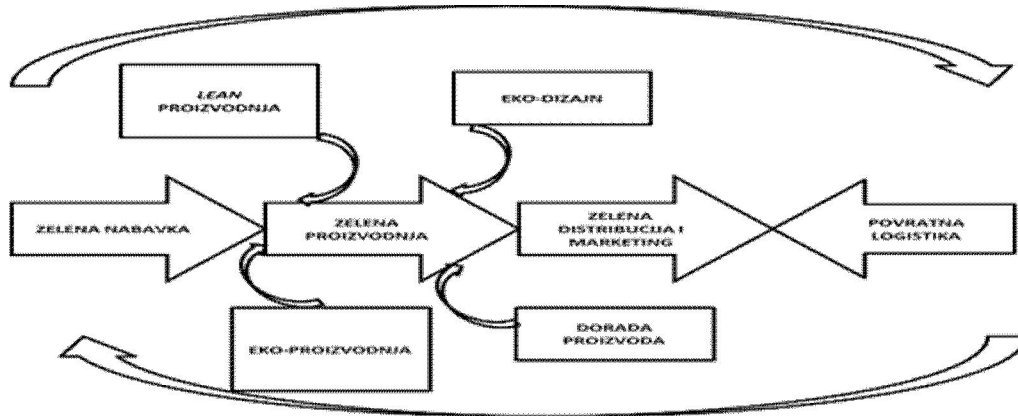 LEAN
PROIZVODNJA
EKO-DIZAJN
ZELENA NABAVKA
ZELENA
PROIZVODNJA
ZELENA
DISTRIBUCIJA I
MARKETING
POVRATNA
LOGISTIKA
EKO-PROIZVODNJA
DORADA
PROIZVODA